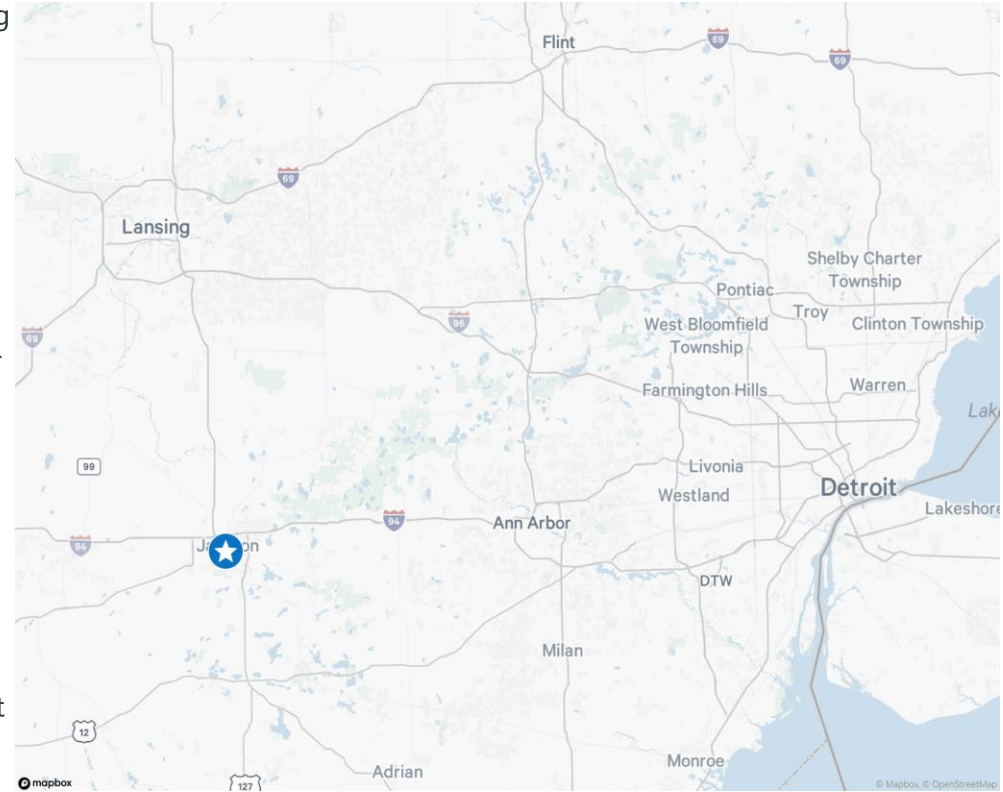 g
Flint
69
69
69
Lansing
Shelby Charter
Township
Pontiac
Troy
Clinton Township
96
West Bloomfield
Township
69
Farmington Hills
Warren
Lak
99
Livonia
Westland
Detroit
Lakeshore
94
Ann Arbor
94
DTW
Milan
t
12
Monroe
Adrian
127
mapbox
© Mapbox, © OpenStreetMap